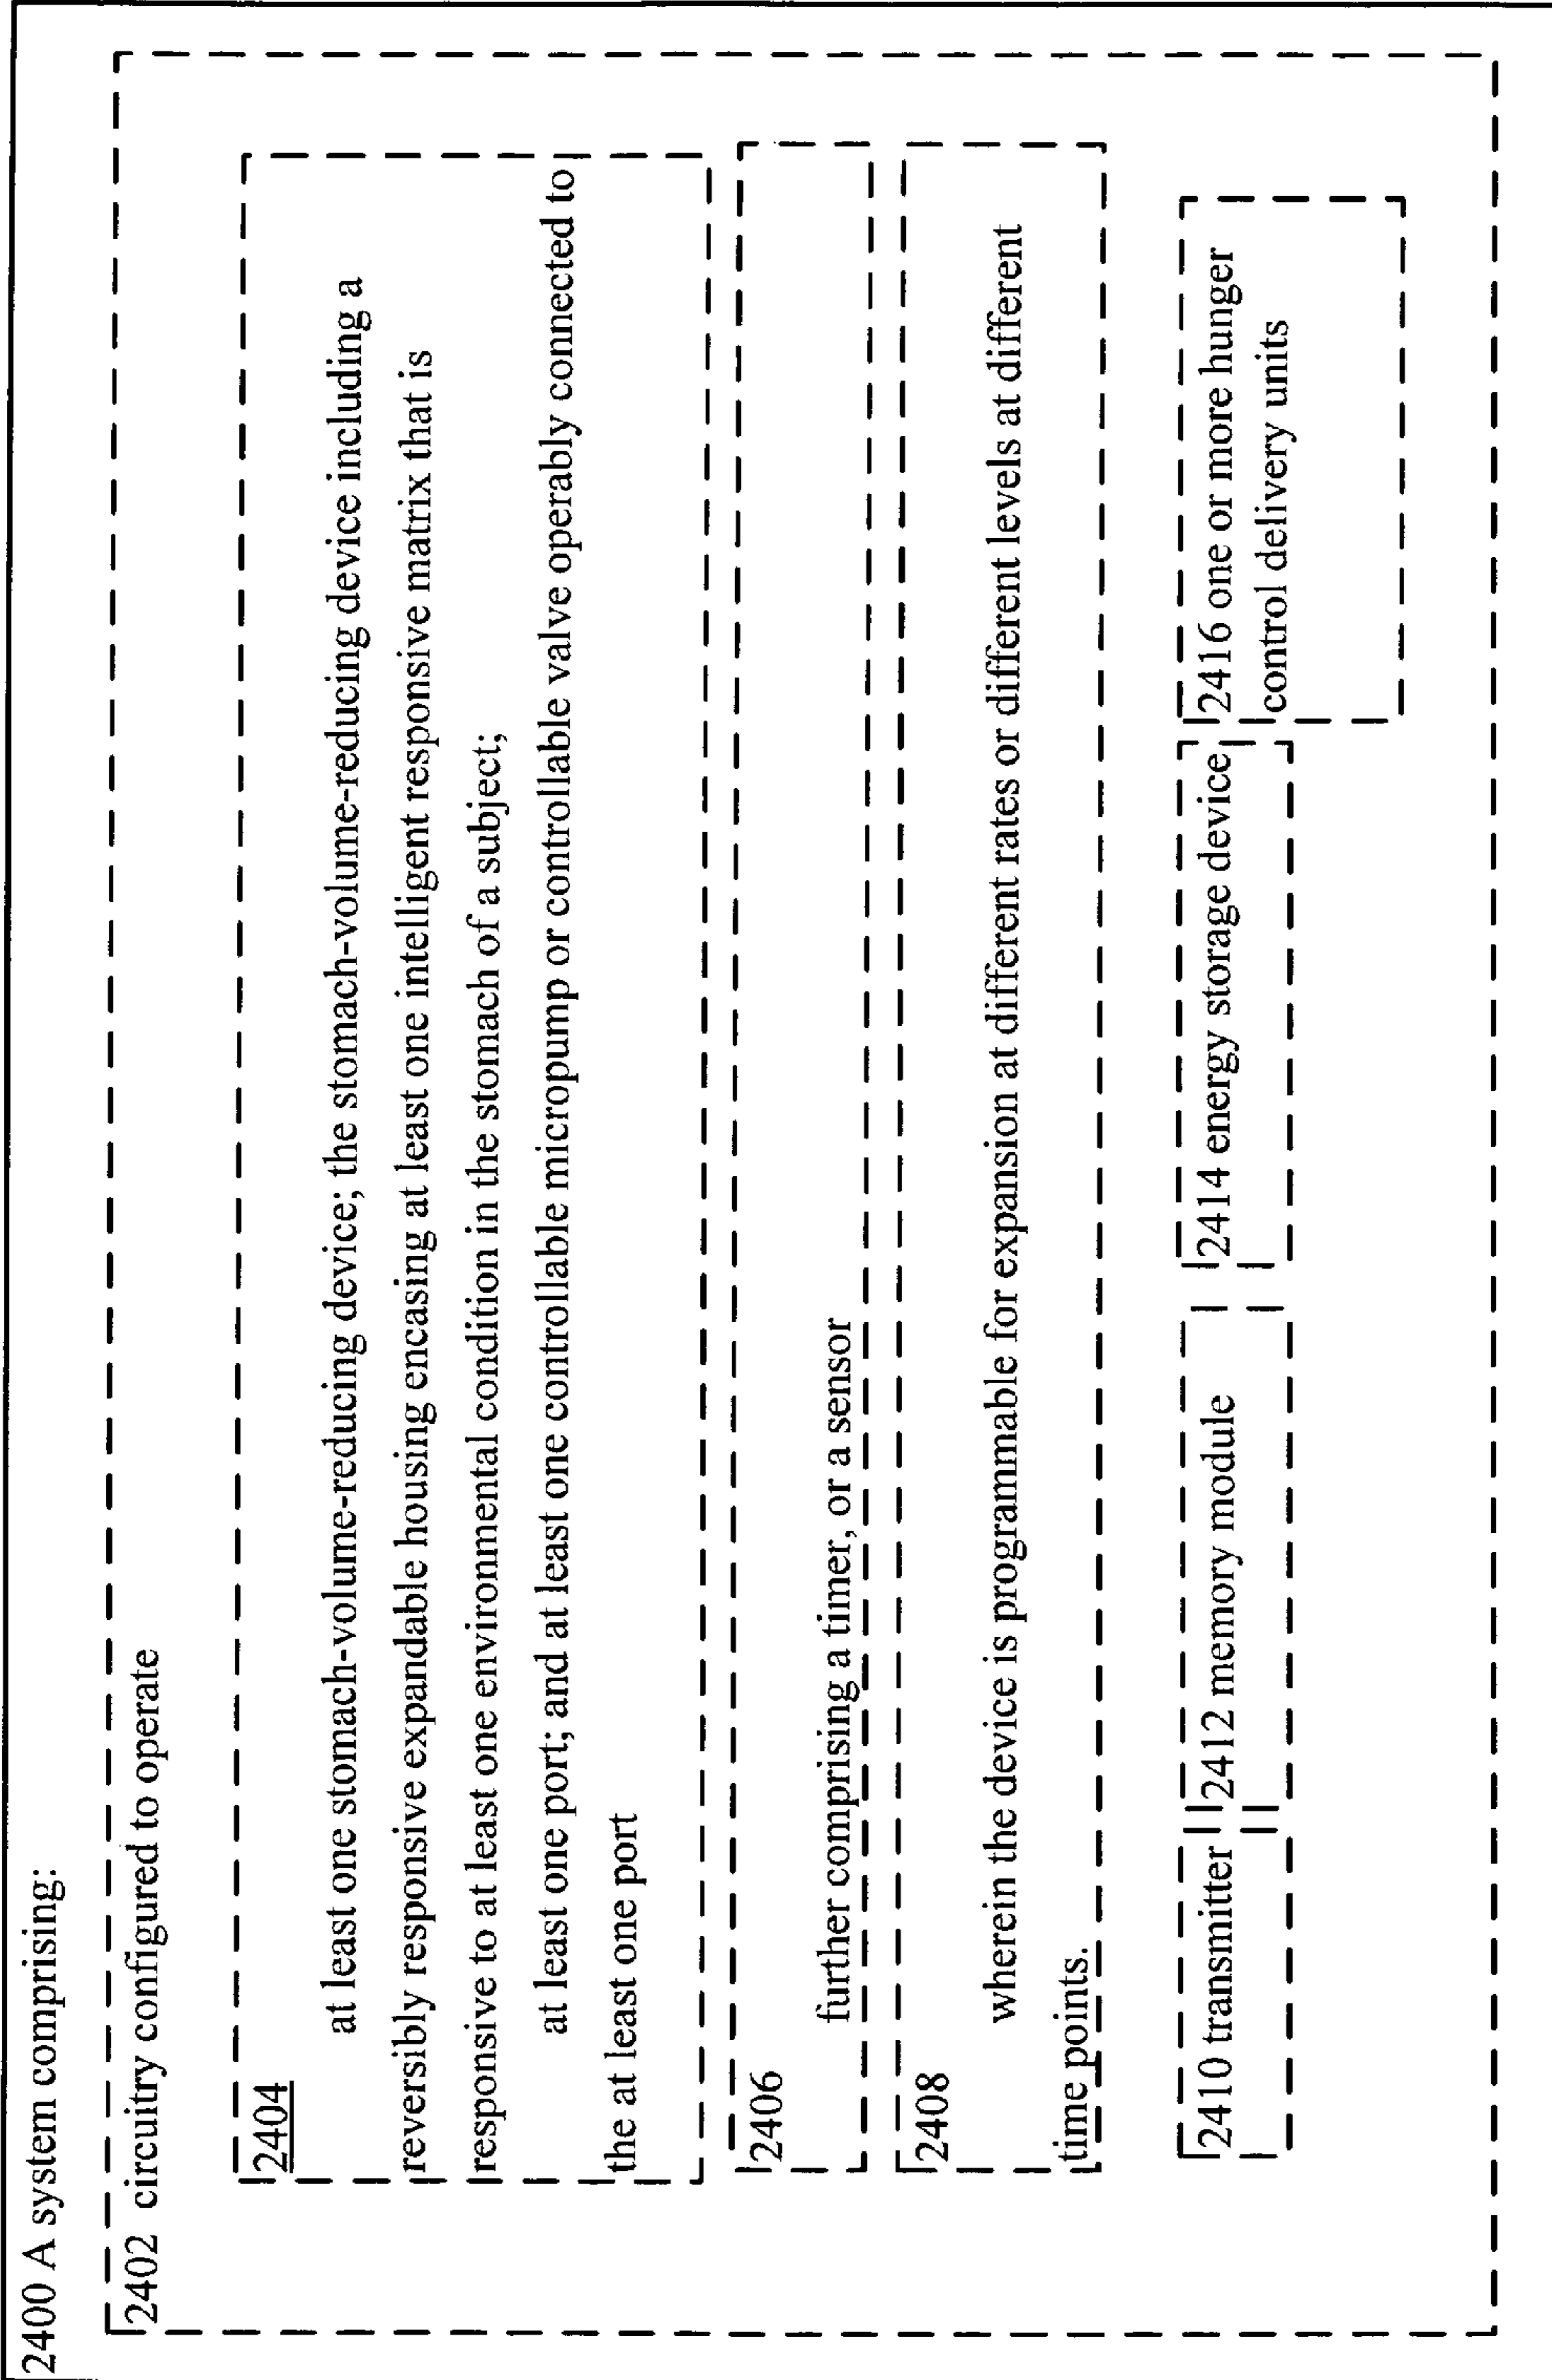 2400 A system comprising:
2402 circuitry configured to operate
2404
at least one stomach-volume-reducing device; the stomach-volume-reducing device including a
reversibly responsive expandable housing encasing at least one intelligent responsive matrix that is
responsive to at least one environmental condition in the stomach of a subject;
at least one port; and at least one controllable micropump or controllable valve operably connected to
the at least one port
2406
further comprising a timer, or a sensor
2408
wherein the device is programmable for expansion at different rates or different levels at different
time points.
2410 transmitter
2412 memory module
2414 energy storage device
2416 one or more hunger
control delivery units